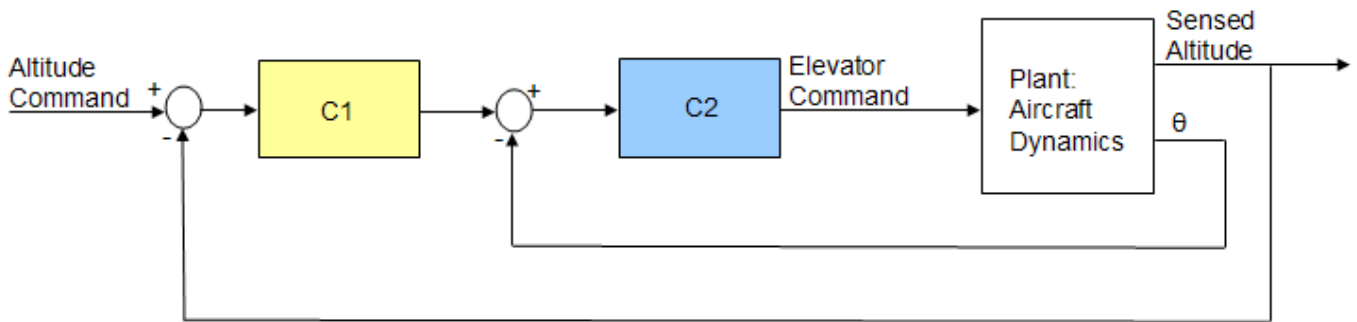 Altitude
Command
+
-
C1
+
-
C2
Elevator
Command
Plant:
Aircraft
Dynamics
Sensed
Altitude
θ